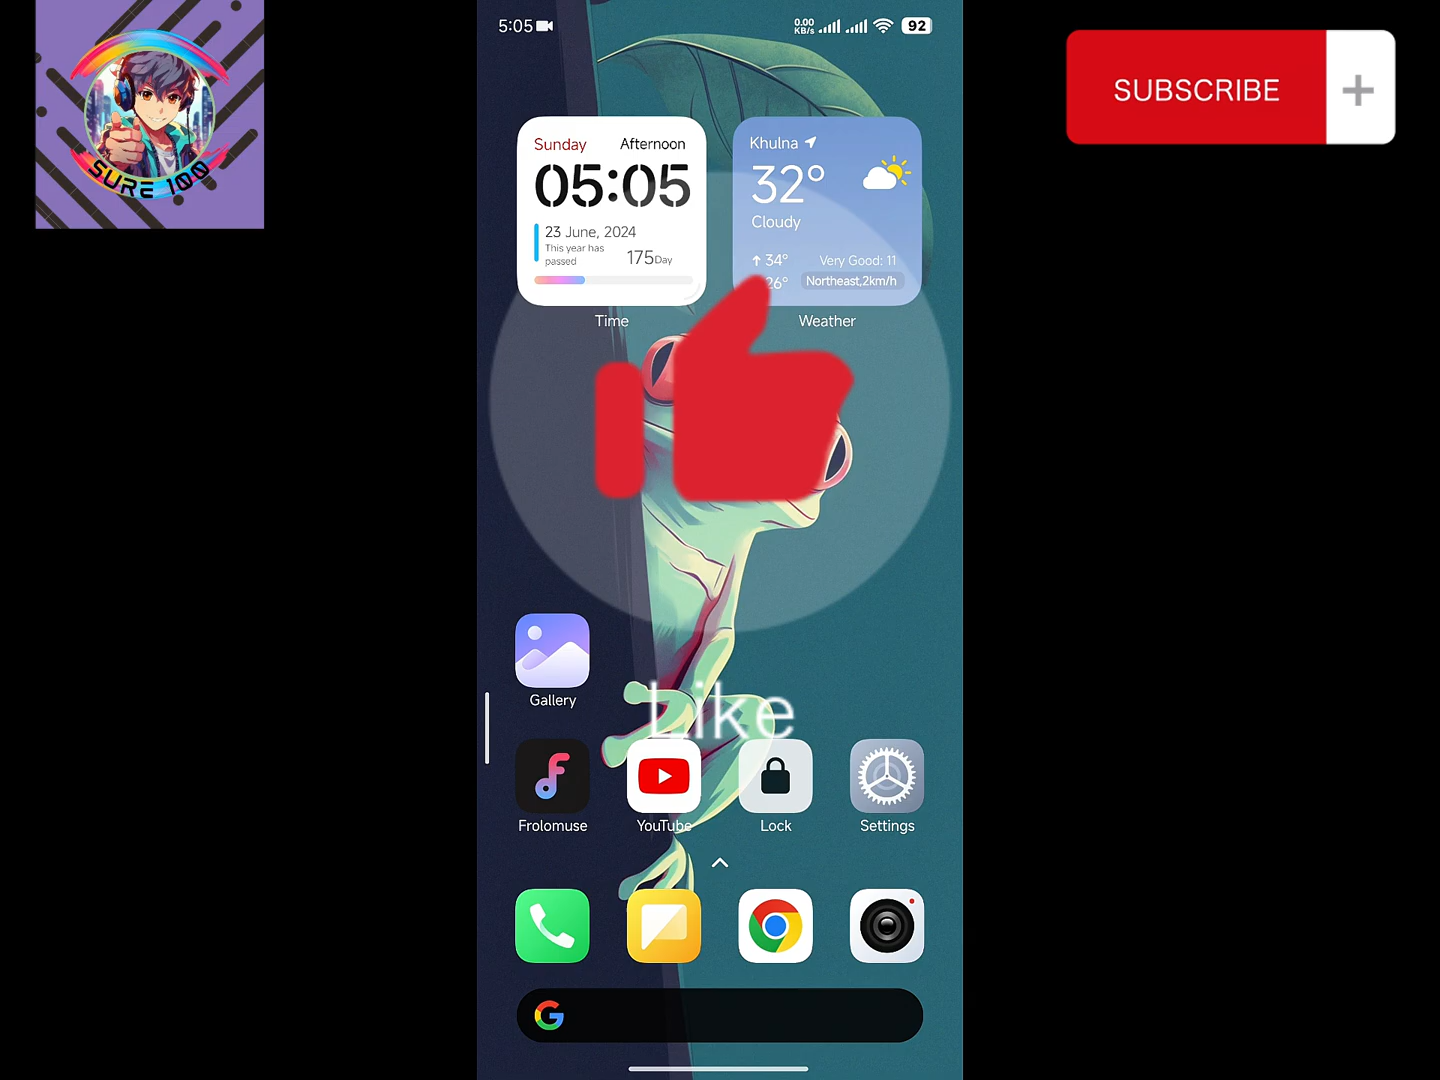 SURE 100
SUBSCRIBE +
5:05
0.00
KB/s
92
Sunday Afternoon
05:05
23 June, 2024
This year has
passed
175Day
Time
Khulna
32°
Cloudy
34°
Very Good: 11
26°
Northeast,2km/h
Weather
Gallery
Like
Frolomuse
YouTube
Lock
Settings